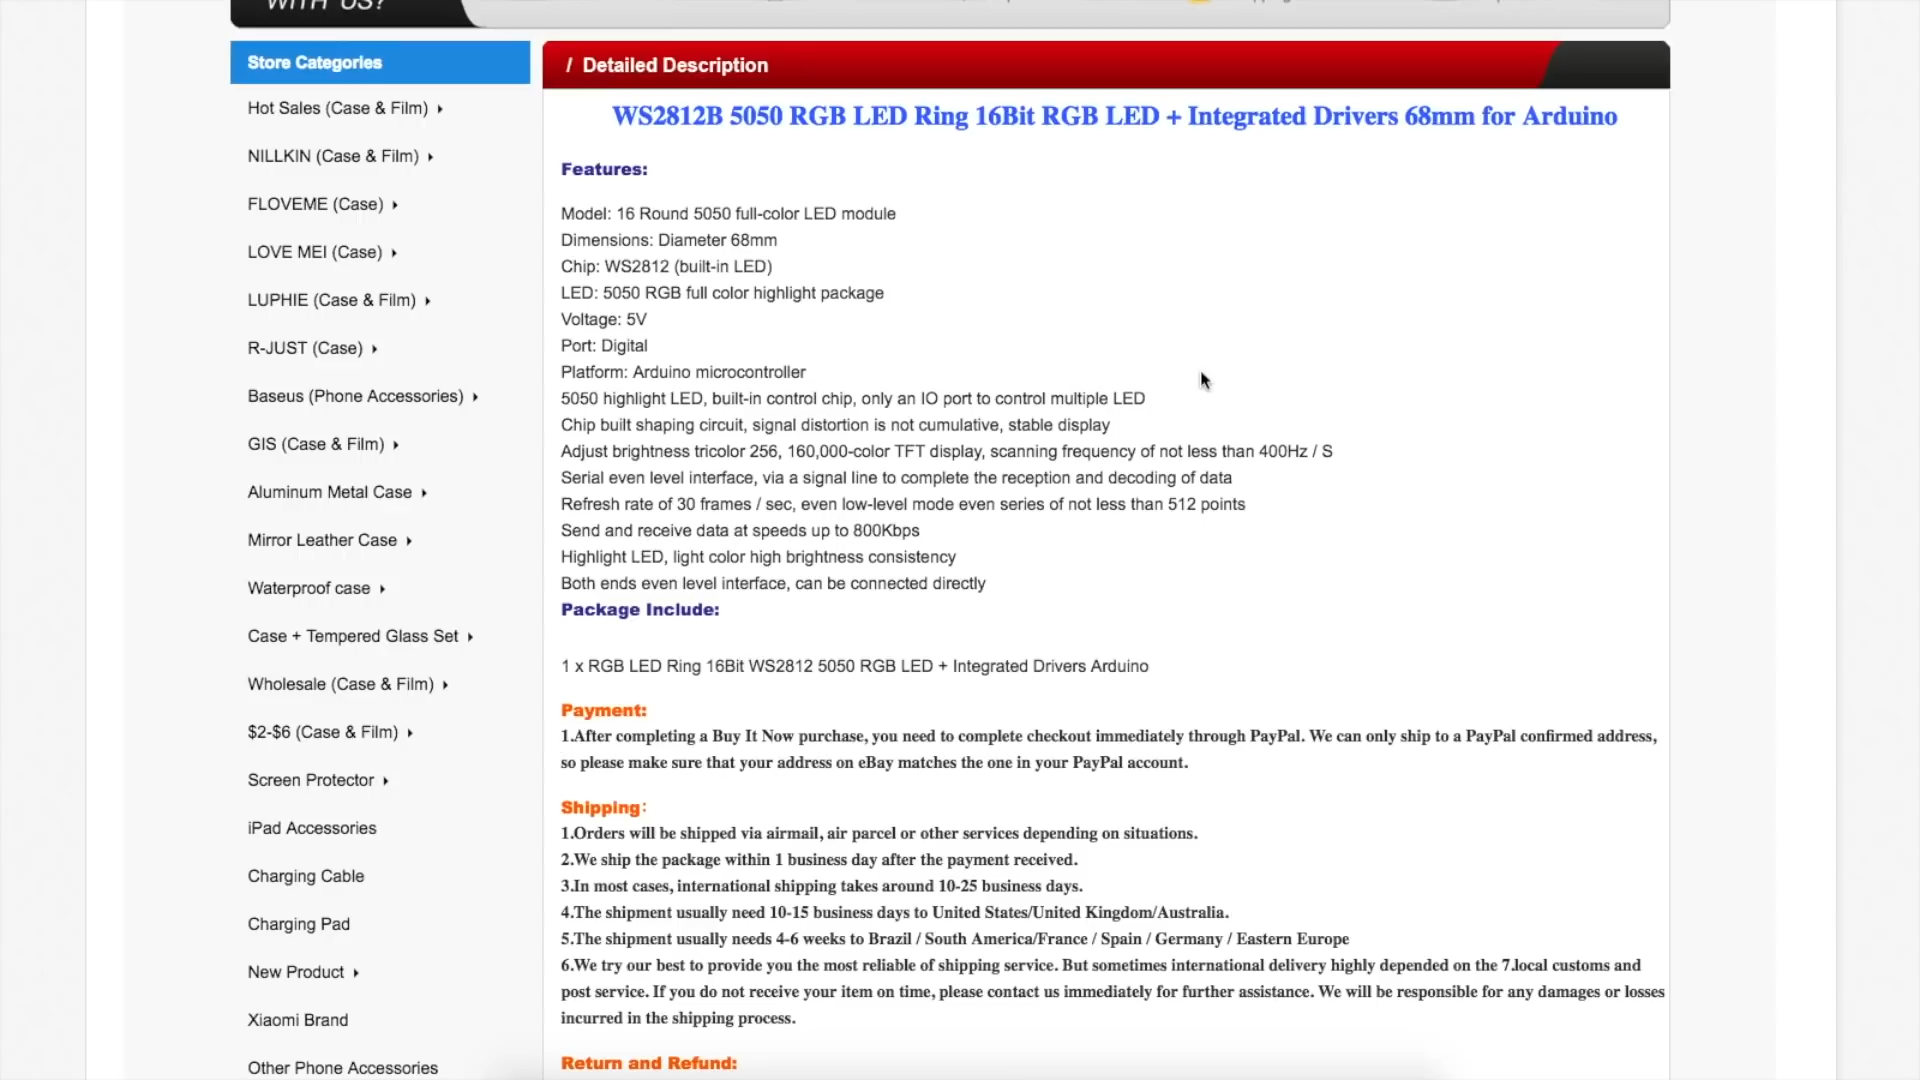 WITH US?
Store Categories
Hot Sales (Case & Film)
NILLKIN (Case & Film)
FLOVEME (Case)
LOVE MEI (Case)
LUPHIE (Case & Film)
R-JUST (Case)
Baseus (Phone Accessories)
GIS (Case & Film)
Aluminum Metal Case
Mirror Leather Case
Waterproof case
Case + Tempered Glass Set
Wholesale (Case & Film)
$2-$6 (Case & Film)
Screen Protector
iPad Accessories
Charging Cable
Charging Pad
New Product
Xiaomi Brand
Other Phone Accessories
/ Detailed Description
WS2812B 5050 RGB LED Ring 16Bit RGB LED + Integrated Drivers 68mm for Arduino
Features:
Model: 16 Round 5050 full-color LED module
Dimensions: Diameter 68mm
Chip: WS2812 (built-in LED)
LED: 5050 RGB full color highlight package
Voltage: 5V
Port: Digital
Platform: Arduino microcontroller
5050 highlight LED, built-in control chip, only an IO port to control multiple LED
Chip built shaping circuit, signal distortion is not cumulative, stable display
Adjust brightness tricolor 256, 160,000-color TFT display, scanning frequency of not less than 400Hz / S
Serial even level interface, via a signal line to complete the reception and decoding of data
Refresh rate of 30 frames / sec, even low-level mode even series of not less than 512 points
Send and receive data at speeds up to 800Kbps
Highlight LED, light color high brightness consistency
Both ends even level interface, can be connected directly
Package Include:
1 x RGB LED Ring 16Bit WS2812 5050 RGB LED + Integrated Drivers Arduino
Payment:
1.After completing a Buy It Now purchase, you need to complete checkout immediately through PayPal. We can only ship to a PayPal confirmed address,
so please make sure that your address on eBay matches the one in your PayPal account.
Shipping:
1.Orders will be shipped via airmail, air parcel or other services depending on situations.
2.We ship the package within 1 business day after the payment received.
3.In most cases, international shipping takes around 10-25 business days.
4.The shipment usually need 10-15 business days to United States/United Kingdom/Australia.
5.The shipment usually needs 4-6 weeks to Brazil / South America/France / Spain / Germany / Eastern Europe
6.We try our best to provide you the most reliable of shipping service. But sometimes international delivery highly depended on the 7.local customs and
post service. If you do not receive your item on time, please contact us immediately for further assistance. We will be responsible for any damages or losses
incurred in the shipping process.
Return and Refund: